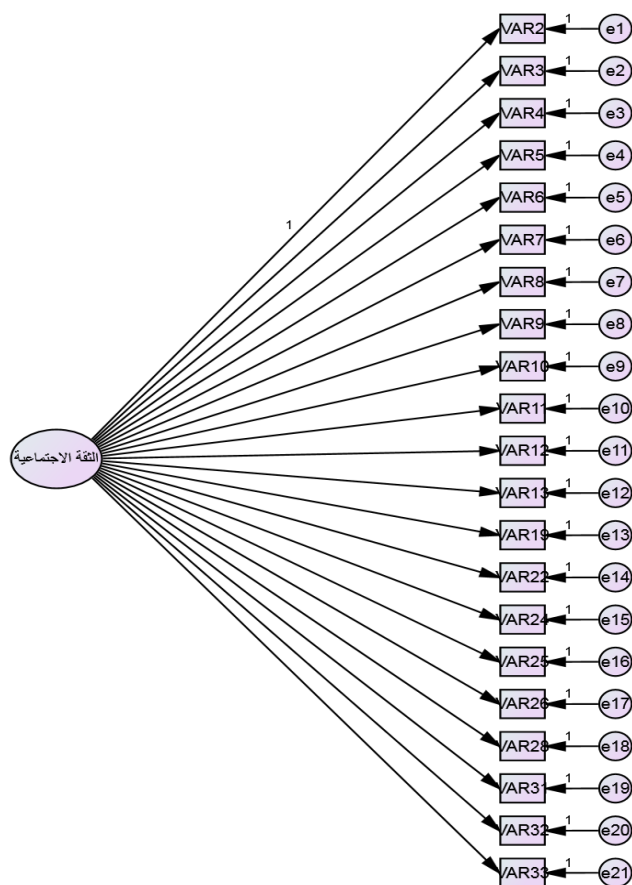 VAR2 1 e1
VAR3 1 e2
VAR4 1 e3
VAR5 1 e4
VAR6 1 e5
1
VAR7 1 e6
VAR8 1 e7
VAR9 1 e8
VAR10 1 e9
VAR11 1 e10
الثقة الاجتماعية
VAR12 1 e11
VAR13 1 e12
VAR19 1 e13
VAR22 1 e14
VAR24 1 e15
VAR25 1 e16
VAR26 1 e17
VAR28 1 e18
VAR31 1 e19
VAR32 1 e20
VAR33 1 e21